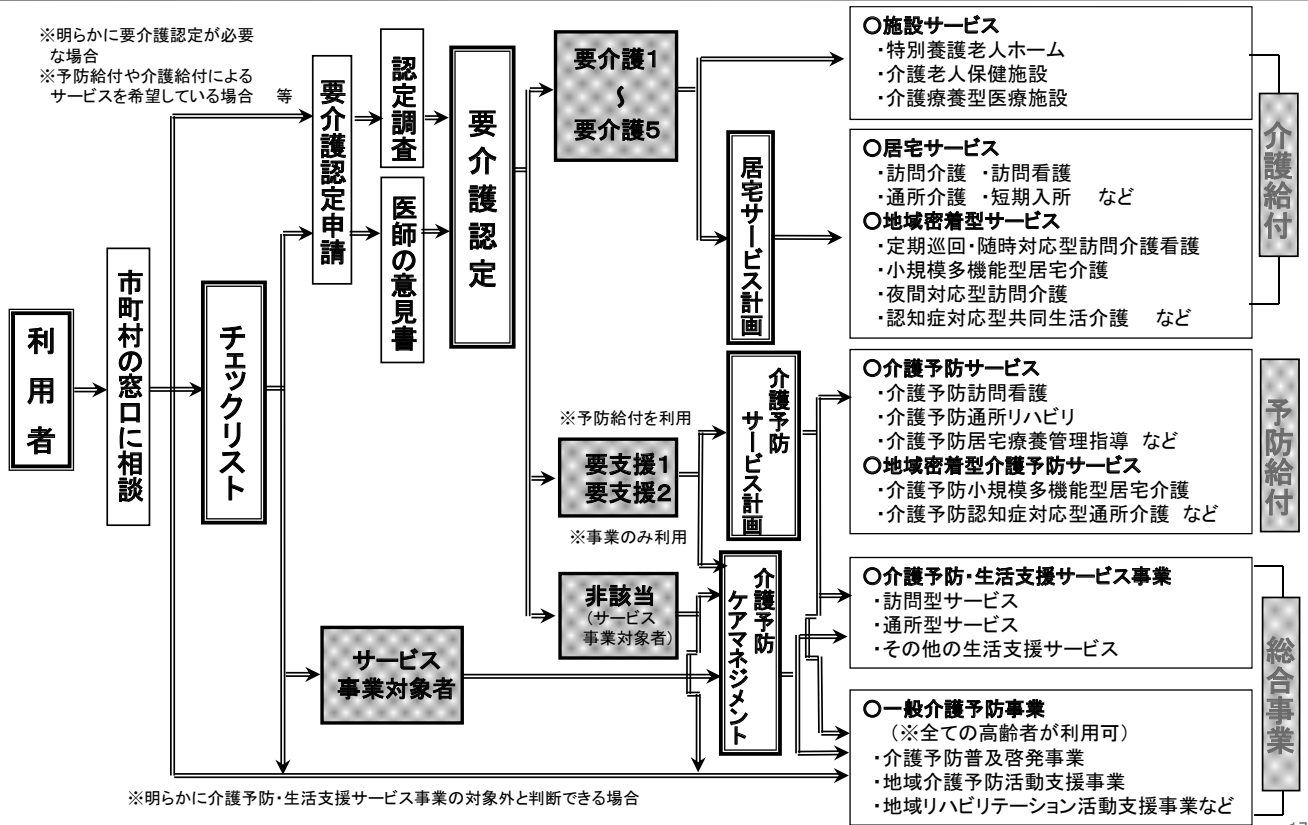 ※明らかに要介護認定が必要
な場合
※予防給付や介護給付による
サービスを希望している場合　等
利用者
市町村の窓口に相談
チェックリスト
要介護認定申請
認定調査
医師の意見書
要介護認定
要介護1
～
要介護5
※予防給付を利用
要支援1
要支援2
※事業のみ利用
非該当
(サービス
事業対象者)
サービス
事業対象者
居宅サービス計画
介護予防
サービス計画
介護予防
ケアマネジメント
○施設サービス
・特別養護老人ホーム
・介護老人保健施設
・介護療養型医療施設
○居宅サービス
・訪問介護　・訪問看護
・通所介護　・短期入所　など
○地域密着型サービス
・定期巡回・随時対応型訪問介護看護
・小規模多機能型居宅介護
・夜間対応型訪問介護
・認知症対応型共同生活介護　など
介護給付
○介護予防サービス
・介護予防訪問看護
・介護予防通所リハビリ
・介護予防居宅療養管理指導　など
○地域密着型介護予防サービス
・介護予防小規模多機能型居宅介護
・介護予防認知症対応型通所介護　など
予防給付
○介護予防・生活支援サービス事業
・訪問型サービス
・通所型サービス
・その他の生活支援サービス
○一般介護予防事業
（※全ての高齢者が利用可）
・介護予防普及啓発事業
・地域介護予防活動支援事業
・地域リハビリテーション活動支援事業など
総合事業
※明らかに介護予防・生活支援サービス事業の対象外と判断できる場合